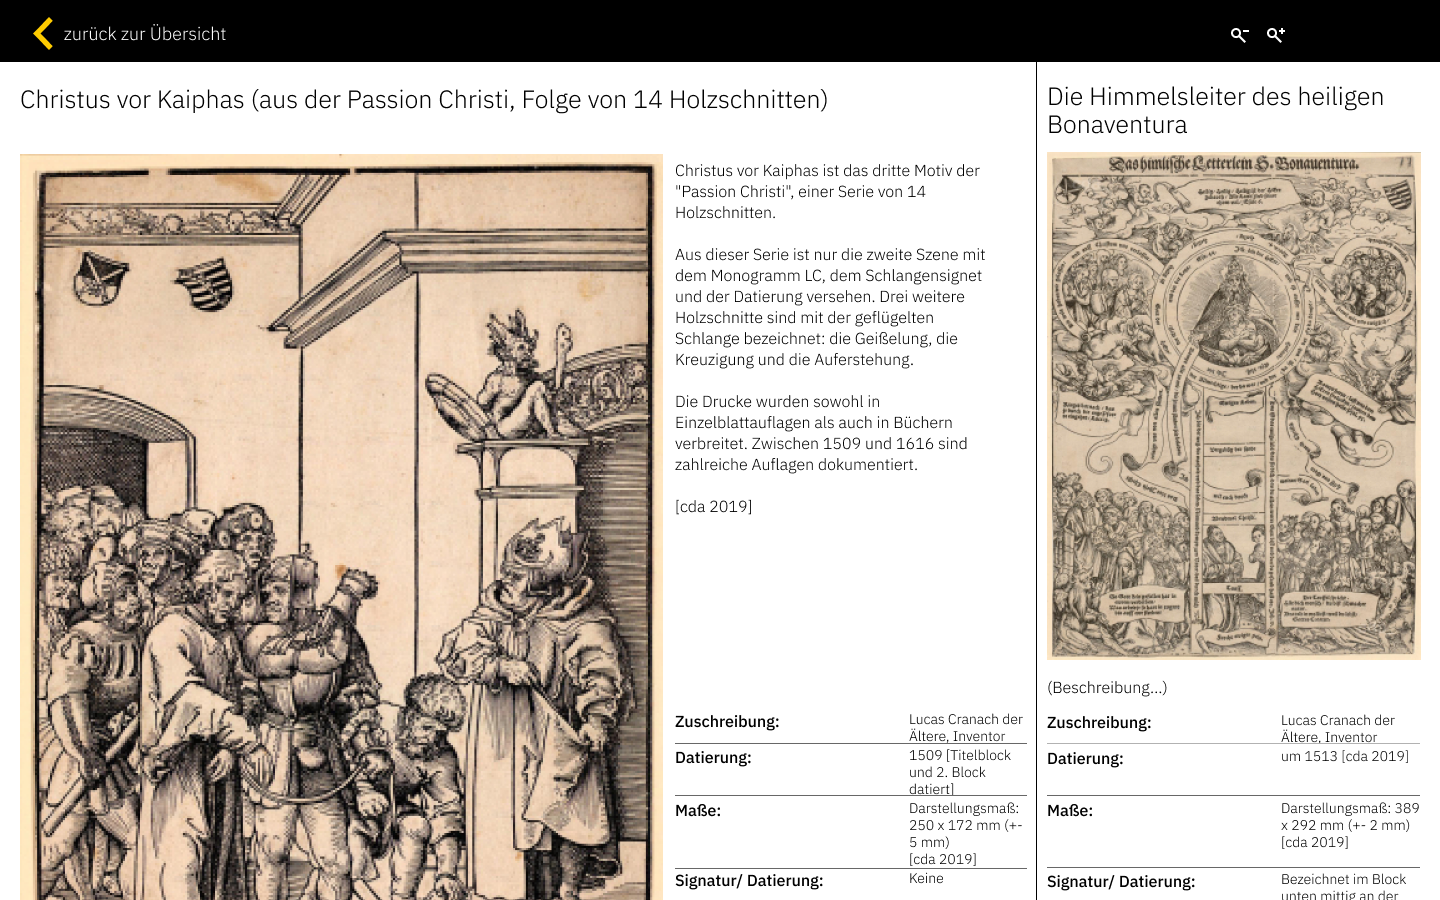 zurück zur Übersicht
Christus vor Kaiphas (aus der Passion Christi, Folge von 14 Holzschnitten)
Christus vor Kaiphas ist das dritte Motiv der
"Passion Christi", einer Serie von 14
Holzschnitten.
Aus dieser Serie ist nur die zweite Szene mit
dem Monogramm LC, dem Schlangensignet
und der Datierung versehen. Drei weitere
Holzschnitte sind mit der geflügelten
Schlange bezeichnet: die Geißelung, die
Kreuzigung und die Auferstehung.
Die Drucke wurden sowohl in
Einzelblattauflagen als auch in Büchern
verbreitet. Zwischen 1509 und 1616 sind
zahlreiche Auflagen dokumentiert.
[cda 2019]
Zuschreibung:
Lucas Cranach der
Ältere, Inventor
Datierung:
1509 [Titelblock
und 2. Block
datiert]
Maße:
Darstellungsmaß:
250 x 172 mm (+-
5 mm)
[cda 2019]
Signatur/ Datierung:
Keine
Die Himmelsleiter des heiligen
Bonaventura
Das himlische Letterlein S. Bonauentura.
(Beschreibung...)
Zuschreibung:
Lucas Cranach der
Ältere, Inventor
Datierung:
um 1513 [cda 2019]
Maße:
Darstellungsmaß: 389
x 292 mm (+- 2 mm)
[cda 2019]
Signatur/ Datierung:
Bezeichnet im Block
unten mittig an der